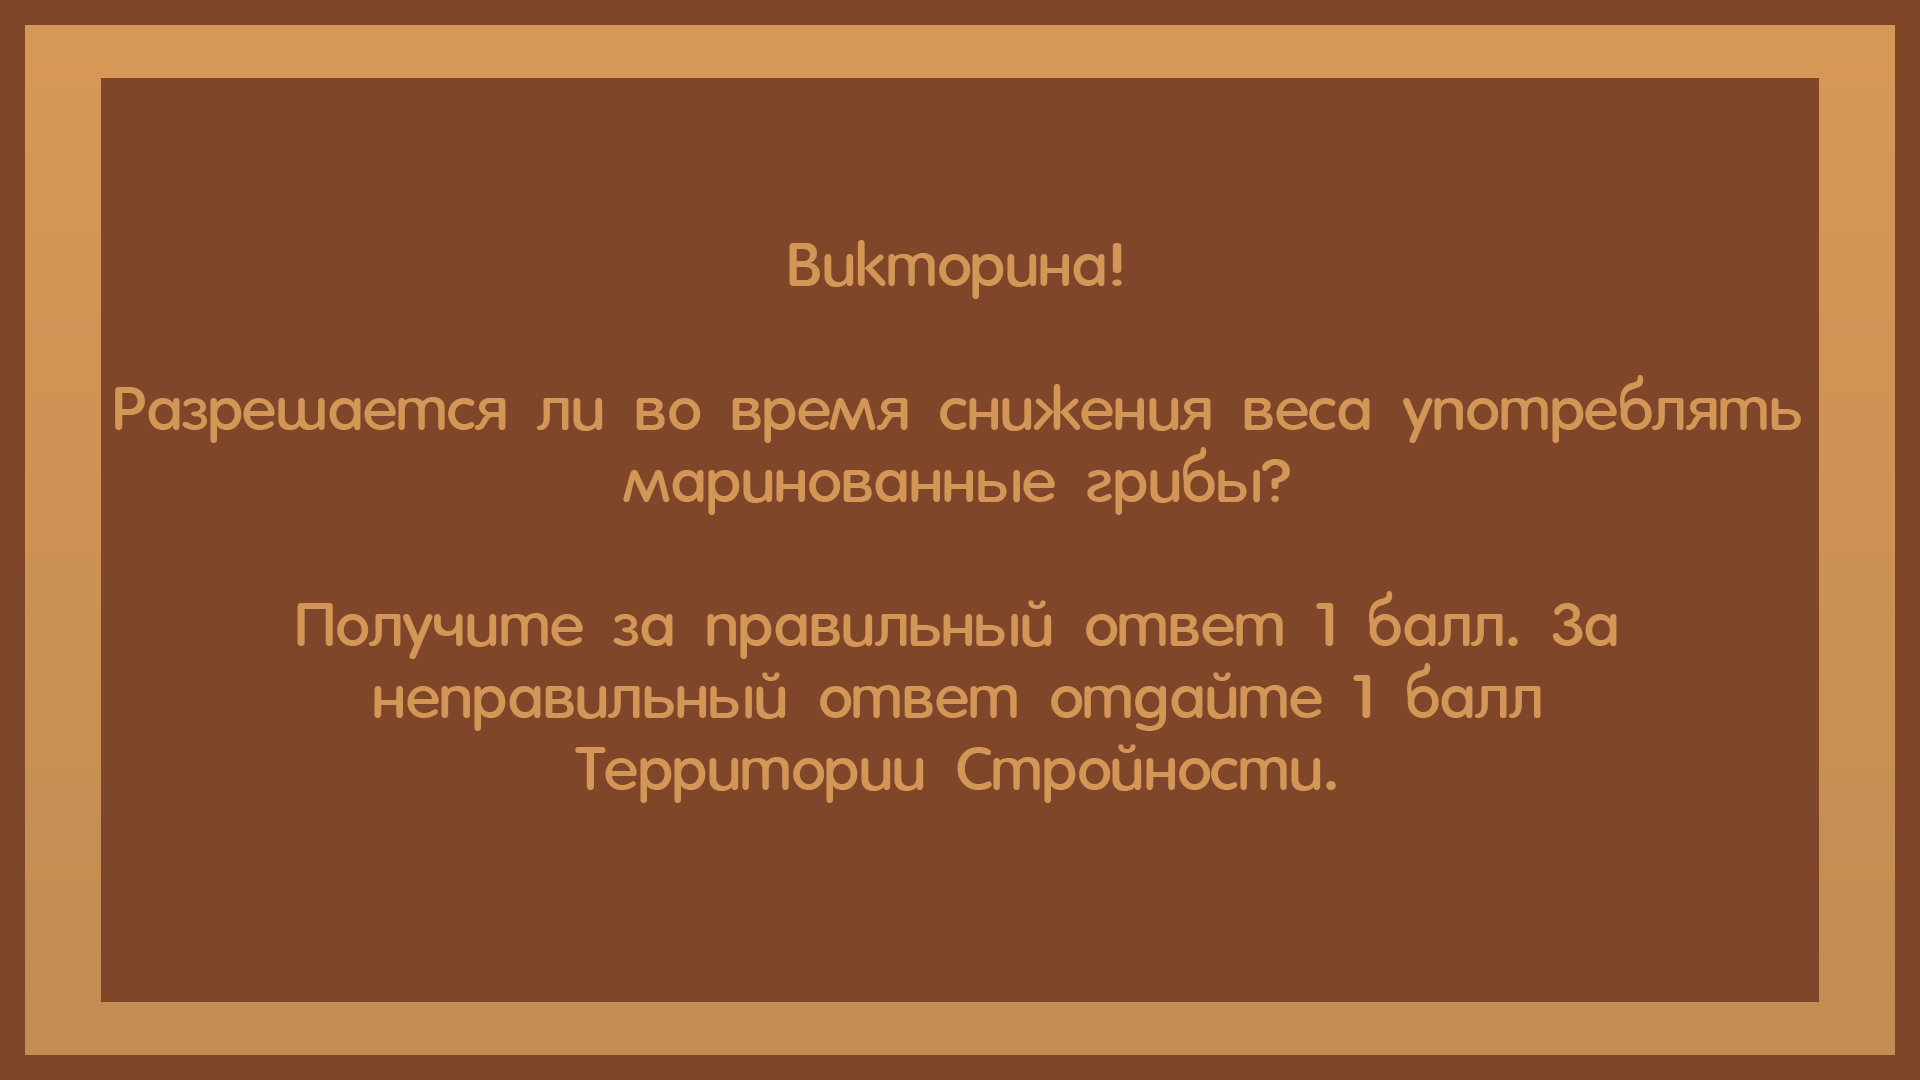 Викторина!
Разрешается ли во время снижения веса употреблять
маринованные грибы?
Получите за правильный ответ 1 балл. За
неправильный ответ отдайте 1 балл
Территории Стройности.